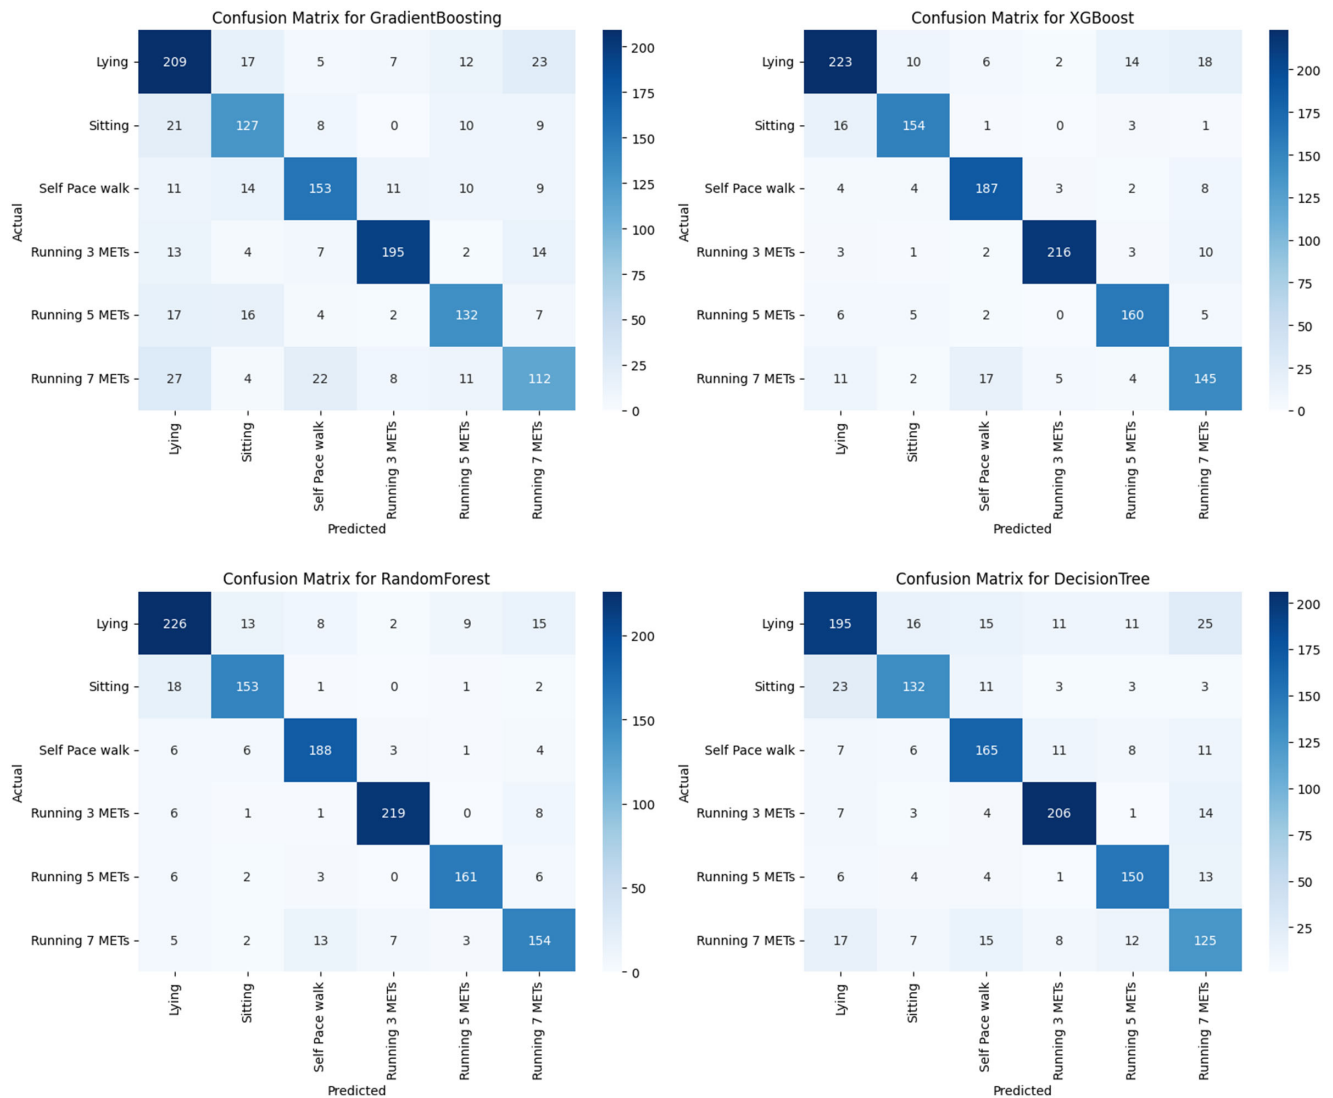 Confusion Matrix for GradientBoosting
Actual
Lying 209 17 5 7 12 23
Sitting 21 127 8 0 10 9
Self Pace walk 11 14 153 11 10 9
Running 3 METs 13 4 7 195 2 14
Running 5 METs 17 16 4 2 132 7
Running 7 METs 27 4 22 8 11 112
Lying Sitting Self Pace walk Running 3 METs Running 5 METs Running 7 METs
Predicted
200
175
150
125
100
75
50
25
0
Confusion Matrix for XGBoost
Actual
Lying 223 10 6 2 14 18
Sitting 16 154 1 0 3 1
Self Pace walk 4 4 187 3 2 8
Running 3 METs 3 1 2 216 3 10
Running 5 METs 6 5 2 0 160 5
Running 7 METs 11 2 17 5 4 145
Lying Sitting Self Pace walk Running 3 METs Running 5 METs Running 7 METs
Predicted
200
175
150
125
100
75
50
25
0
Confusion Matrix for RandomForest
Actual
Lying 226 13 8 2 9 15
Sitting 18 153 1 0 1 2
Self Pace walk 6 6 188 3 1 4
Running 3 METs 6 1 1 219 0 8
Running 5 METs 6 2 3 0 161 6
Running 7 METs 5 2 13 7 3 154
Lying Sitting Self Pace walk Running 3 METs Running 5 METs Running 7 METs
Predicted
200
150
100
50
0
Confusion Matrix for DecisionTree
Actual
Lying 195 16 15 11 11 25
Sitting 23 132 11 3 3 3
Self Pace walk 7 6 165 11 8 11
Running 3 METs 7 3 4 206 1 14
Running 5 METs 6 4 4 1 150 13
Running 7 METs 17 7 15 8 12 125
Lying Sitting Self Pace walk Running 3 METs Running 5 METs Running 7 METs
Predicted
200
175
150
125
100
75
50
25